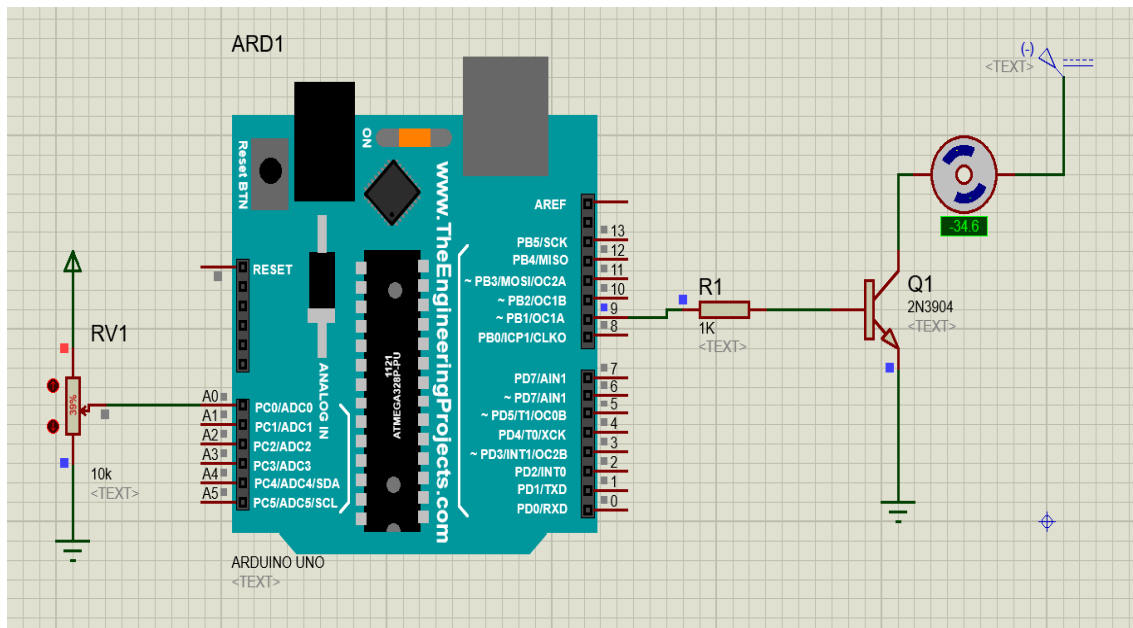 ARD1
(-)
<TEXT>
ON
Reset BTN
www.TheEngineeringProjects.com
AREF
13
PB5/SCK
12
PB4/MISO
11
~ PB3/MOSI/OC2A
10
~ PB2/OC1B
9
~ PB1/OC1A
8
PB0/ICP1/CLKO
RESET
-34.6
R1
1K
<TEXT>
Q1
2N3904
<TEXT>
RV1
39%
10k
<TEXT>
1121
ATMEGA328P-PU
ANALOG IN
A0
PC0/ADC0
A1
PC1/ADC1
A2
PC2/ADC2
A3
PC3/ADC3
A4
PC4/ADC4/SDA
A5
PC5/ADC5/SCL
7
PD7/AIN1
6
~ PD7/AIN1
5
~ PD5/T1/OC0B
4
PD4/T0/XCK
3
~ PD3/INT1/OC2B
2
PD2/INT0
1
PD1/TXD
0
PD0/RXD
ARDUINO UNO
<TEXT>